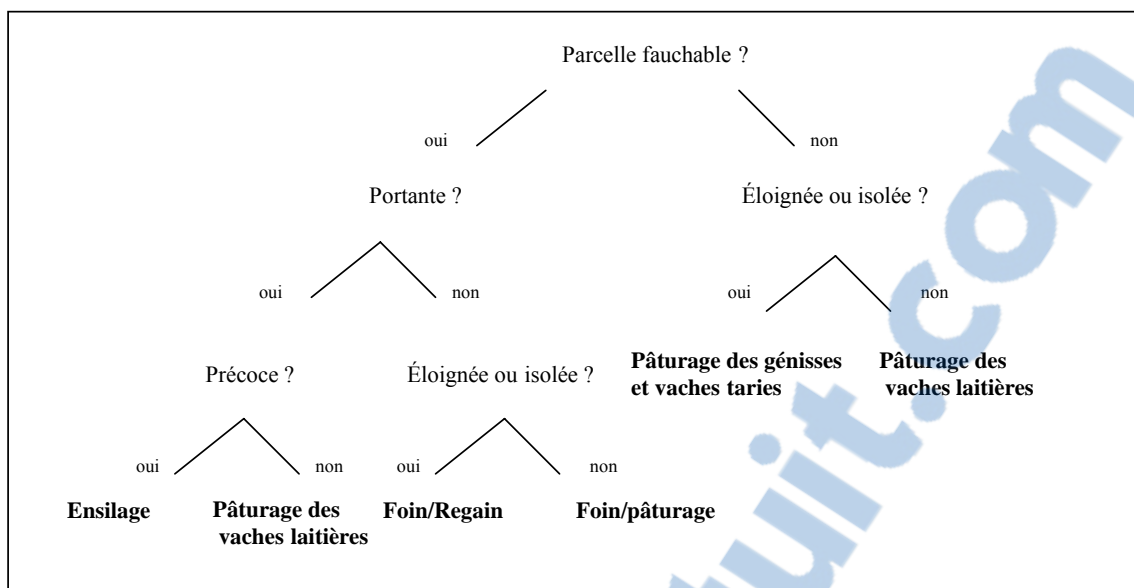 Parcelle fauchable ?
oui
non
Portante ?
Éloignée ou isolée ?
oui
non
oui
non
Précoce ?
Éloignée ou isolée ?
Pâturage des génisses
et vaches taries
Pâturage des
vaches laitières
oui
non
oui
non
Ensilage
Pâturage des
vaches laitières
Foin/Regain
Foin/pâturage
tuit.com